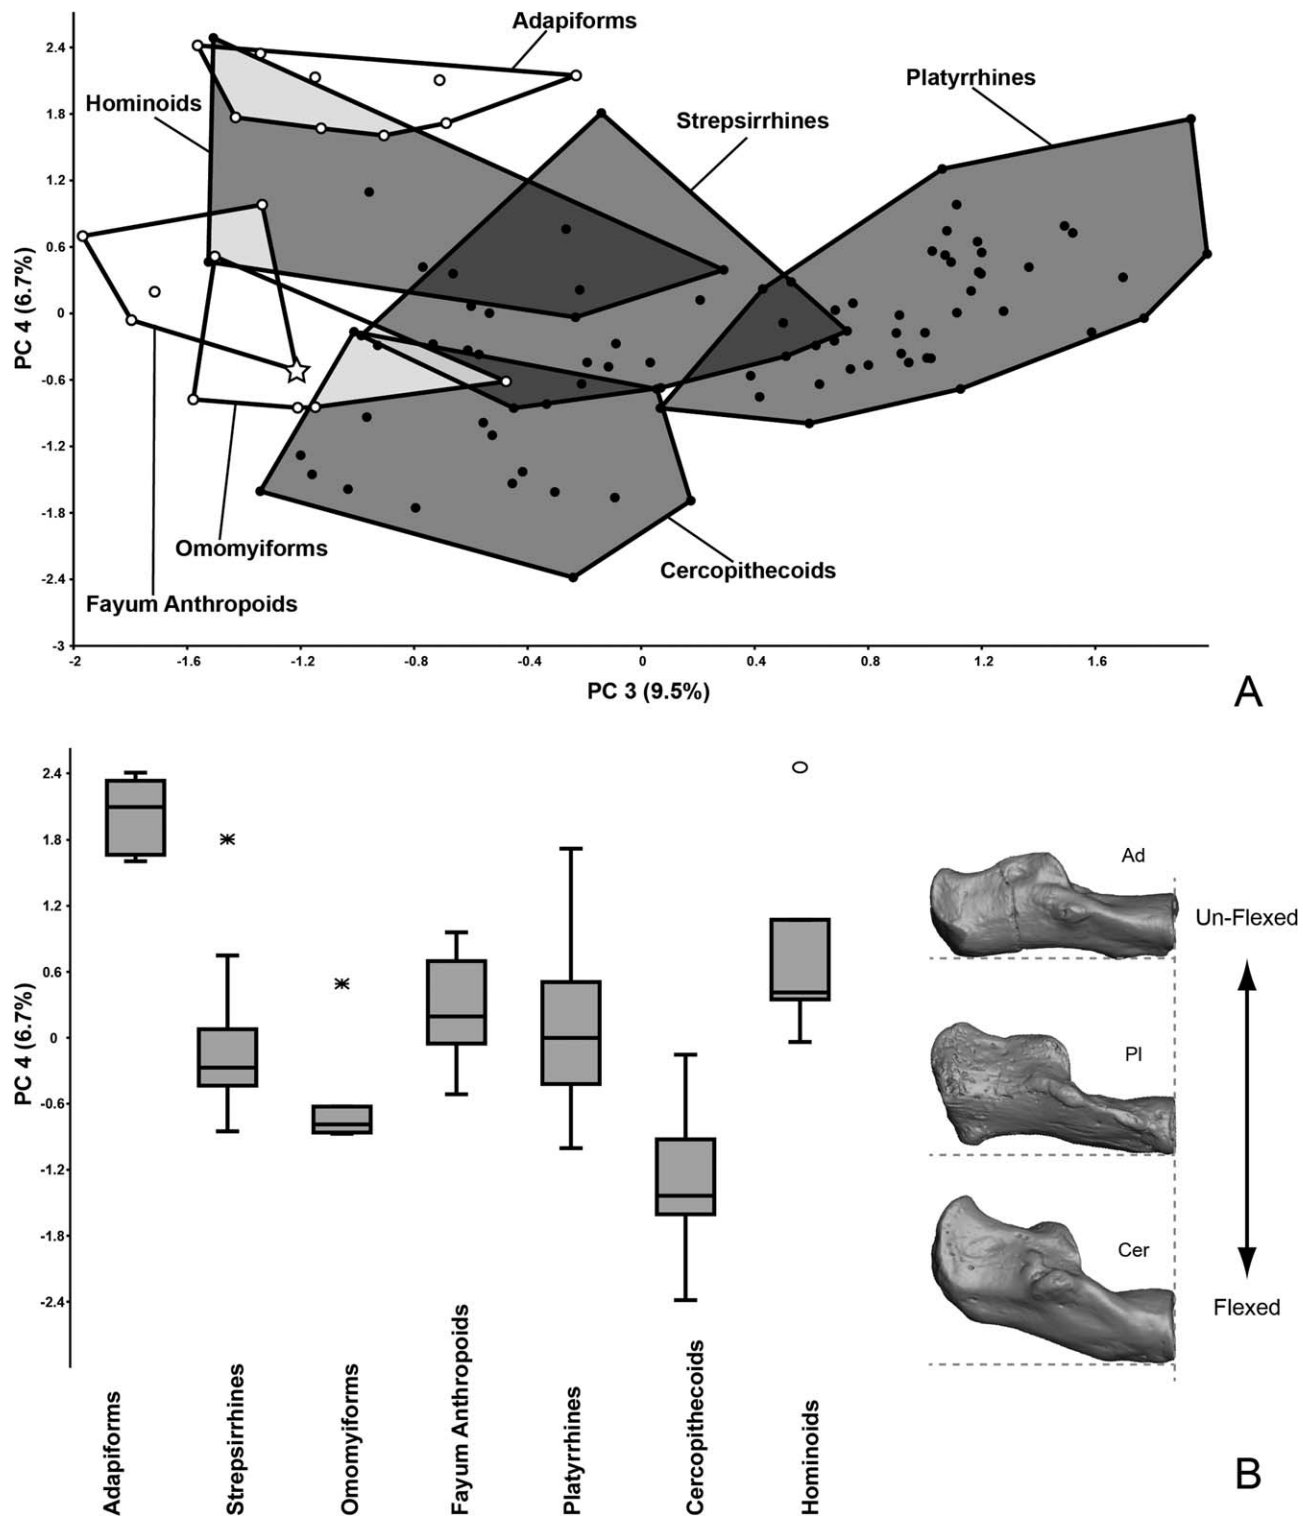 Adapiforms
Platyrrhines
Hominoids
Strepsirrhines
2.4
1.8
1.2
0.6
0
-0.6
-1.2
-1.8
-2.4
-3
PC 4 (6.7%)
Omomyiforms
Cercopithecoids
Fayum Anthropoids
-2
-1.6
-1.2
-0.8
-0.4
0
0.4
0.8
1.2
1.6
PC 3 (9.5%)
A
2.4
1.8
1.2
0.6
0
-0.6
-1.2
-1.8
-2.4
PC 4 (6.7%)
Adapiforms
Strepsirrhines
Omomyiforms
Fayum Anthropoids
Platyrrhines
Cercopithecoids
Hominoids
Ad
Un-Flexed
Pl
Cer
Flexed
B